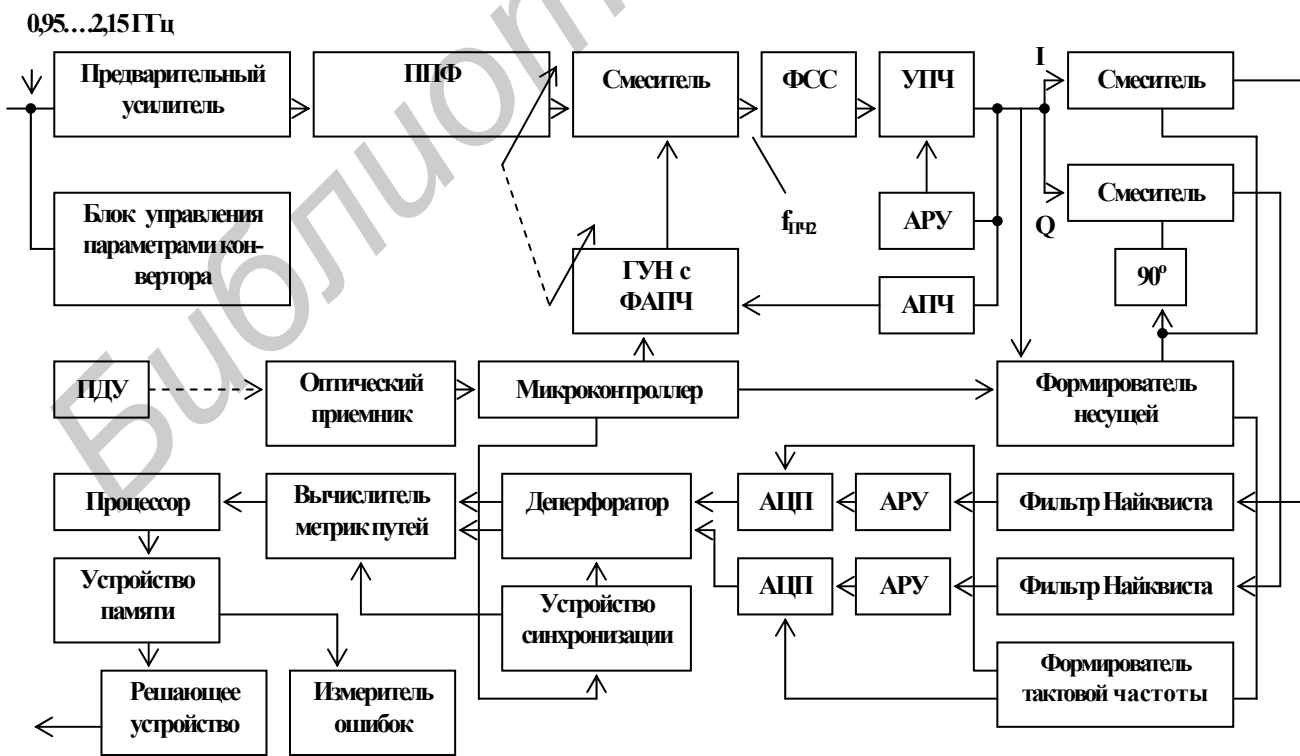 0,95….2,15 ГГц
Предварительный
усилитель
ППФ
Смеситель
ФСС
УПЧ
I
Смеситель
Блок управления
параметрами кон-
вертора
fПЧ2
АРУ
Q
Смеситель
ГУН с
ФАПЧ
АПЧ
90º
ПДУ
Оптический
приемник
Микроконтроллер
Формирователь
несущей
Процессор
Вычислитель
метрик путей
Деперфоратор
АЦП
АРУ
Фильтр Найквиста
Устройство
памяти
Устройство
синхронизации
АЦП
АРУ
Фильтр Найквиста
Решающее
устройство
Измеритель
ошибок
Формирователь
тактовой частоты
Библиот